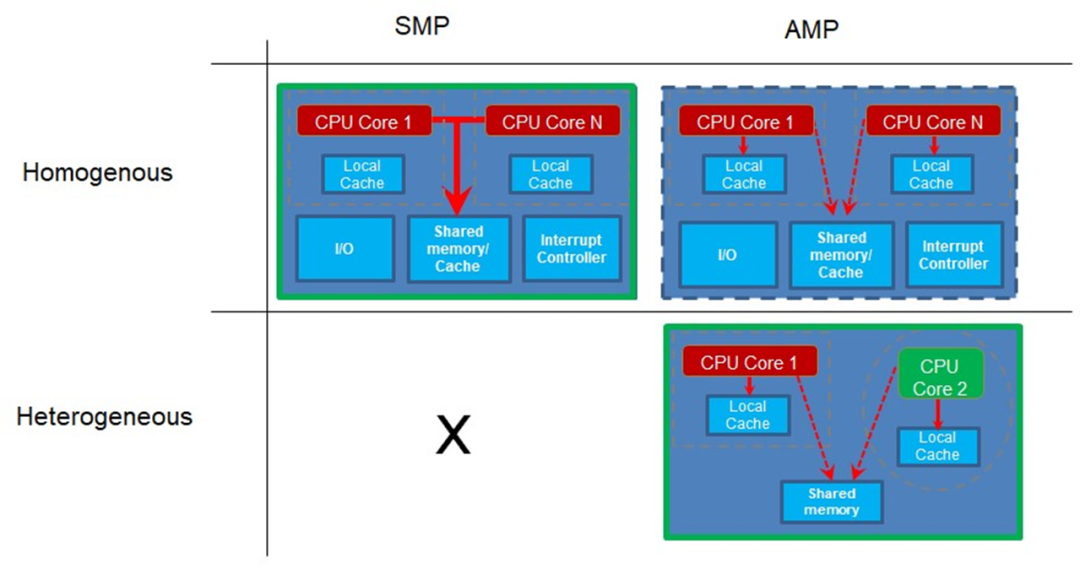 SMP
AMP
Homogenous
CPU Core 1
CPU Core N
Local
Cache
Local
Cache
I/O
Shared
memory/
Cache
Interrupt
Controller
CPU Core 1
CPU Core N
Local
Cache
Local
Cache
I/O
Shared
memory/
Cache
Interrupt
Controller
Heterogeneous
X
CPU Core 1
Local
Cache
CPU
Core 2
Local
Cache
Shared
memory